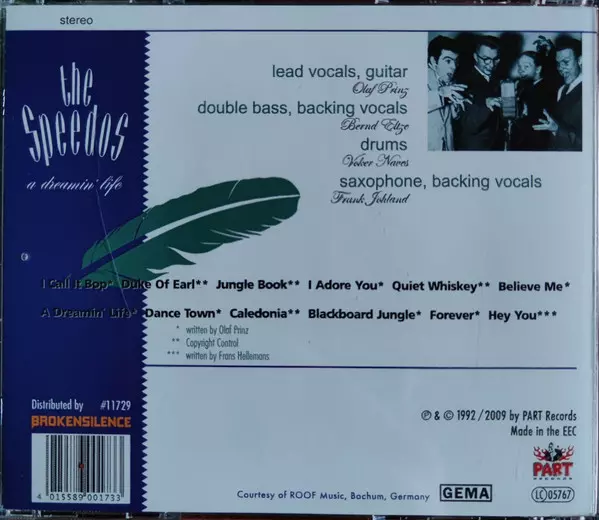 stereo
the
Speedos
a dreamin' life
lead vocals, guitar
Olaf Prinz
double bass, backing vocals
Bernd Eitze
drums
Volker Naves
saxophone, backing vocals
Frank Johland
I Call It Bop* Duke Of Earl** Jungle Book** I Adore You* Quiet Whiskey** Believe Me*
A Dreamin' Life* Dance Town* Caledonia** Blackboard Jungle* Forever* Hey You***
* written by Olaf Prinz
** Copyright Control
*** written by Frans Hellemans
Distributed by #11729
BROKENSILENCE
4 015589 001733
℗ & © 1992 / 2009 by PART Records
Made in the EEC
Courtesy of ROOF Music, Bochum, Germany
GEMA
PART
RECORDS
LC 05767